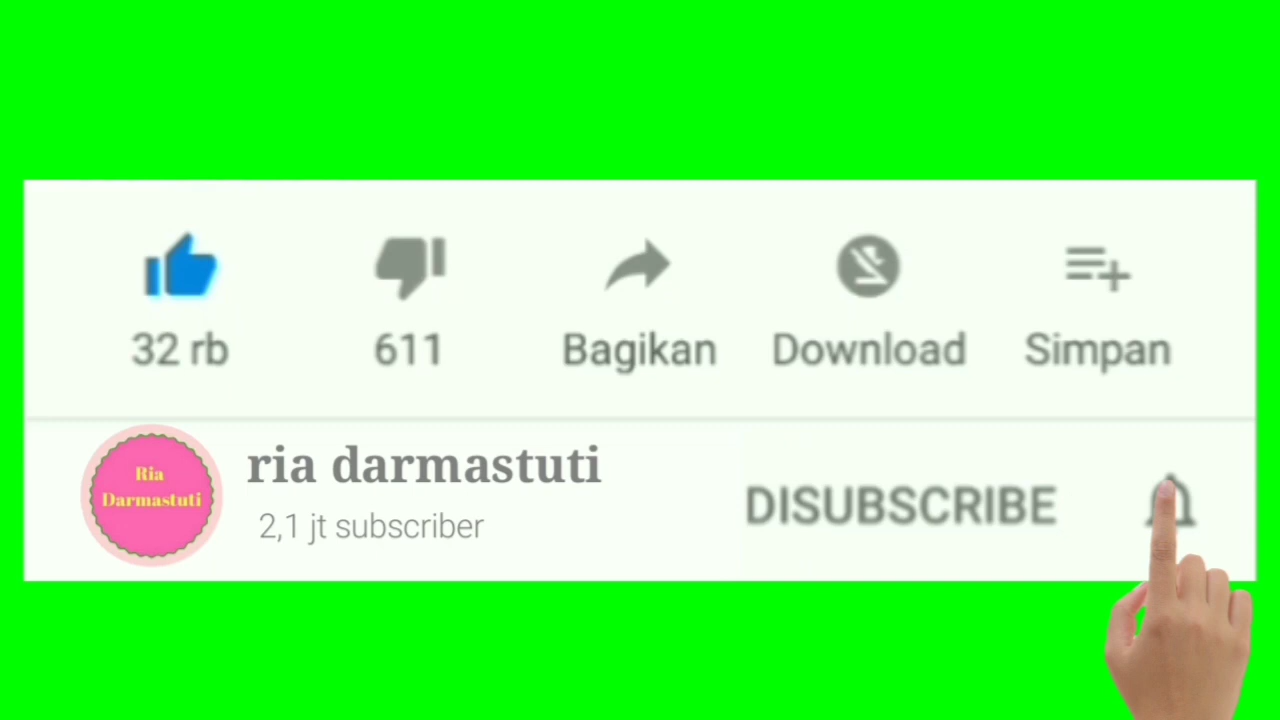 32 rb
611
Bagikan
Download
Simpan
Ria
Darmastuti
ria darmastuti
2,1 jt subscriber
DISUBSCRIBE